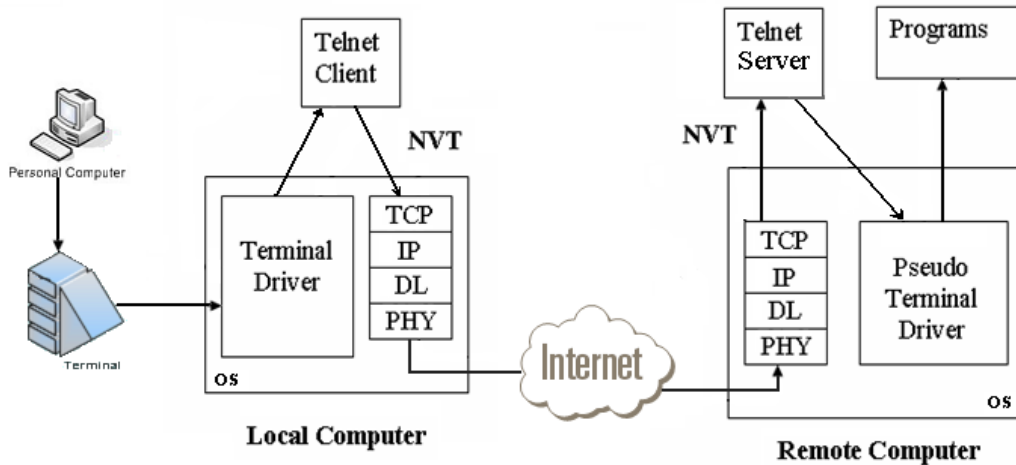 Telnet
Client
NVT
Personal Computer
Terminal
Terminal
Driver
TCP
IP
DL
PHY
OS
Local Computer
Internet
Telnet
Server
Programs
NVT
TCP
IP
DL
PHY
Pseudo
Terminal
Driver
OS
Remote Computer